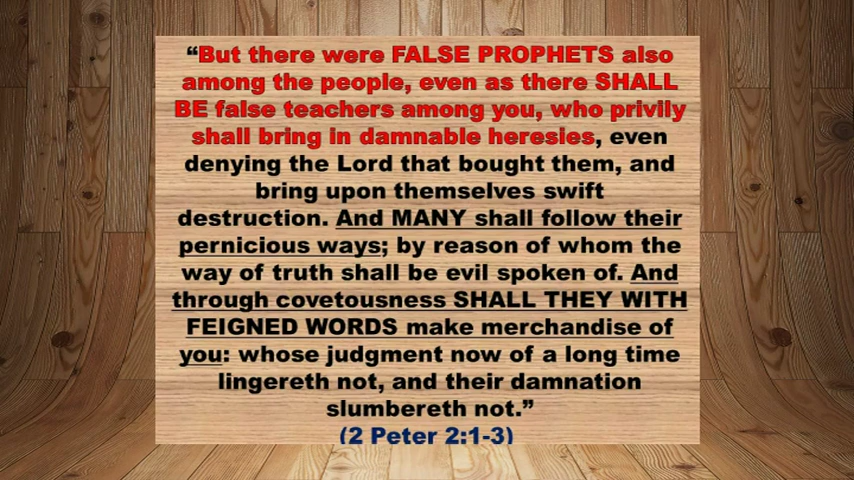 “But there were FALSE PROPHETS also
among the people, even as there SHALL
BE false teachers among you, who privily
shall bring in damnable heresies, even
denying the Lord that bought them, and
bring upon themselves swift
destruction. And MANY shall follow their
pernicious ways; by reason of whom the
way of truth shall be evil spoken of. And
through covetousness SHALL THEY WITH
FEIGNED WORDS make merchandise of
you: whose judgment now of a long time
lingereth not, and their damnation
slumbereth not.”
(2 Peter 2:1-3)